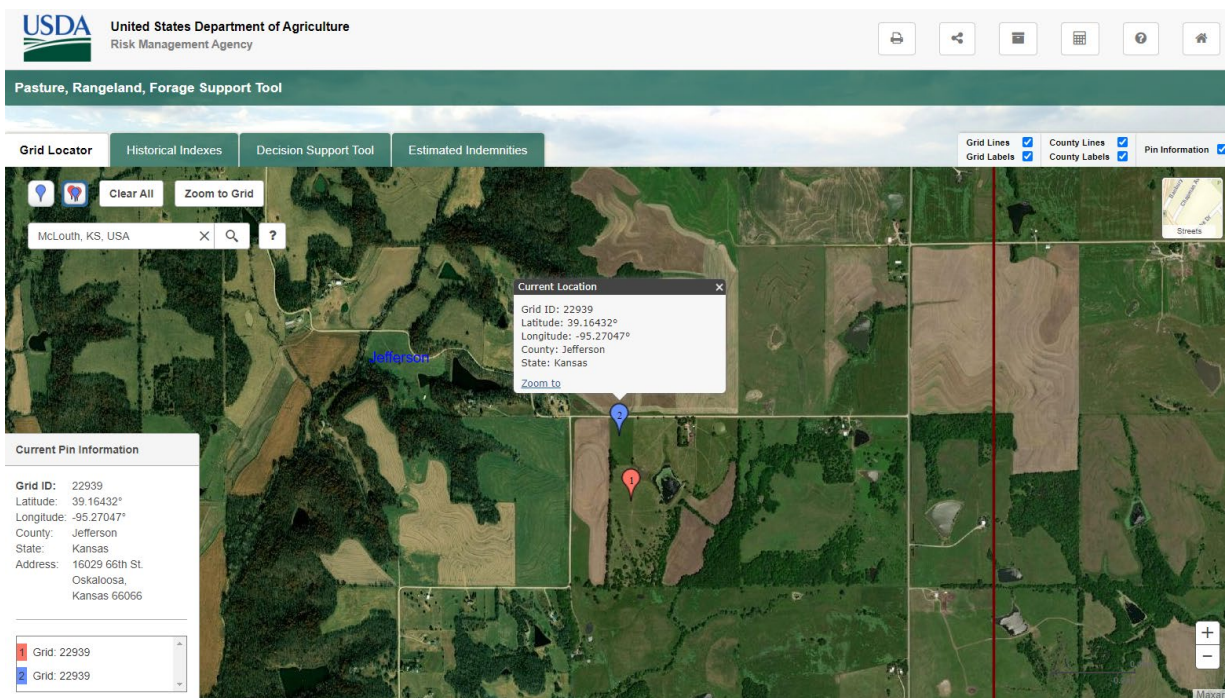 USDA
United States Department of Agriculture
Risk Management Agency
Pasture, Rangeland, Forage Support Tool
Grid Locator
Historical Indexes
Decision Support Tool
Estimated Indemnities
Grid Lines
County Lines
Pin Information
Grid Labels
County Labels
Clear All
Zoom to Grid
McLouth, KS, USA
?
Streets
Current Location
Grid ID: 22939
Latitude: 39.16432°
Longitude: -95.27047°
County: Jefferson
State: Kansas
Zoom to
Jefferson
2
1
Current Pin Information
Grid ID: 22939
Latitude: 39.16432°
Longitude: -95.27047°
County: Jefferson
State: Kansas
Address: 16029 66th St.
Oskaloosa,
Kansas 66066
1 Grid: 22939
2 Grid: 22939
+
−
Maxar